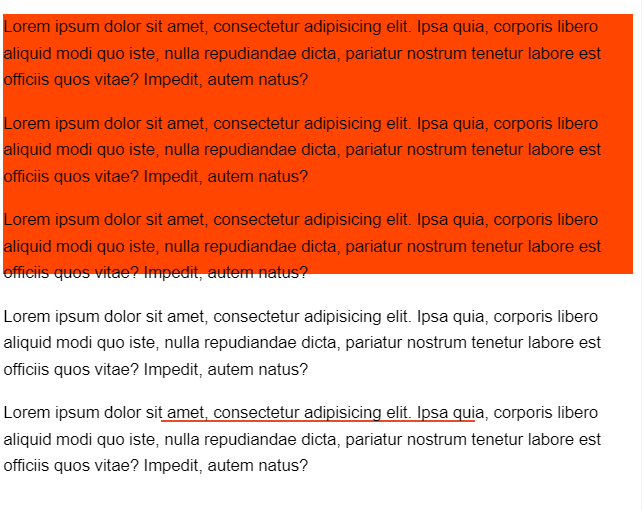 Lorem ipsum dolor sit amet, consectetur adipisicing elit. Ipsa quia, corporis libero
aliquid modi quo iste, nulla repudiandae dicta, pariatur nostrum tenetur labore est
officiis quos vitae? Impedit, autem natus?
Lorem ipsum dolor sit amet, consectetur adipisicing elit. Ipsa quia, corporis libero
aliquid modi quo iste, nulla repudiandae dicta, pariatur nostrum tenetur labore est
officiis quos vitae? Impedit, autem natus?
Lorem ipsum dolor sit amet, consectetur adipisicing elit. Ipsa quia, corporis libero
aliquid modi quo iste, nulla repudiandae dicta, pariatur nostrum tenetur labore est
officiis quos vitae? Impedit, autem natus?
Lorem ipsum dolor sit amet, consectetur adipisicing elit. Ipsa quia, corporis libero
aliquid modi quo iste, nulla repudiandae dicta, pariatur nostrum tenetur labore est
officiis quos vitae? Impedit, autem natus?
Lorem ipsum dolor sit amet, consectetur adipisicing elit. Ipsa quia, corporis libero
aliquid modi quo iste, nulla repudiandae dicta, pariatur nostrum tenetur labore est
officiis quos vitae? Impedit, autem natus?